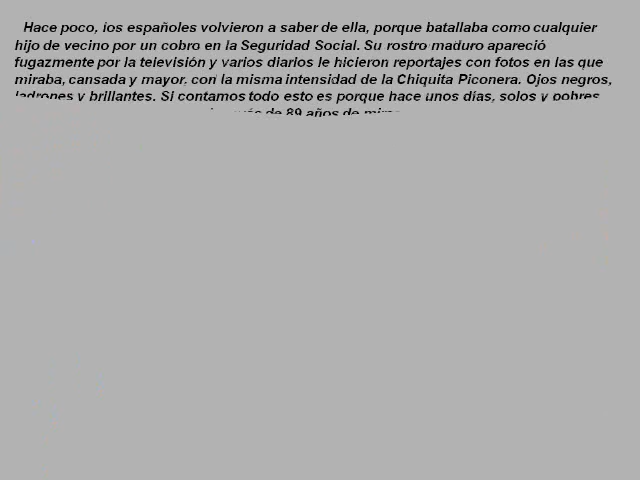 Hace poco, los españoles volvieron a saber de ella, porque batallaba como cualquier
hijo de vecino por un cobro en la Seguridad Social. Su rostro maduro apareció
fugazmente por la televisión y varios diarios le hicieron reportajes con fotos en las que
miraba, cansada y mayor, con la misma intensidad de la Chiquita Piconera. Ojos negros,
ladrones y brillantes. Si contamos todo esto es porque hace unos días, solos y pobres
de 89 años de